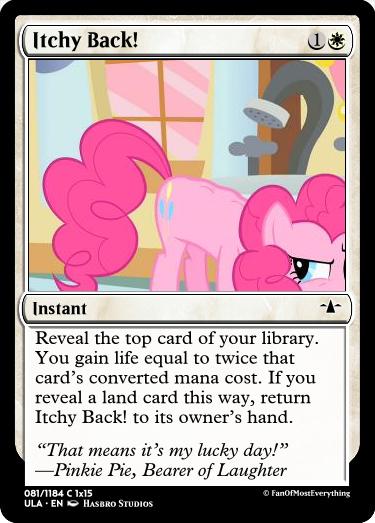 Itchy Back! 1
Instant
Reveal the top card of your library.
You gain life equal to twice that
card's converted mana cost. If you
reveal a land card this way, return
Itchy Back! to its owner's hand.
“That means it's my lucky day!”
—Pinkie Pie, Bearer of Laughter
081/1184 C 1x15
ULA • EN Hasbro Studios
© FanOfMostEverything